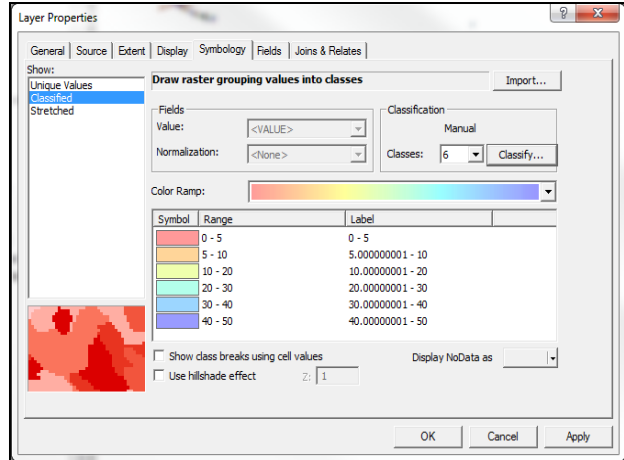 Layer Properties
General Source Extent Display Symbology Fields Joins & Relates
Show:
Unique Values
Classified
Stretched
Draw raster grouping values into classes
Import...
Fields
Value: <VALUE>
Normalization: <None>
Classification
Manual
Classes: 6 Classify...
Color Ramp:
Symbol Range Label
0 - 5 0 - 5
5 - 10 5.000000001 - 10
10 - 20 10.00000001 - 20
20 - 30 20.00000001 - 30
30 - 40 30.00000001 - 40
40 - 50 40.00000001 - 50
Show class breaks using cell values
Display NoData as
Use hillshade effect Z: 1
OK Cancel Apply